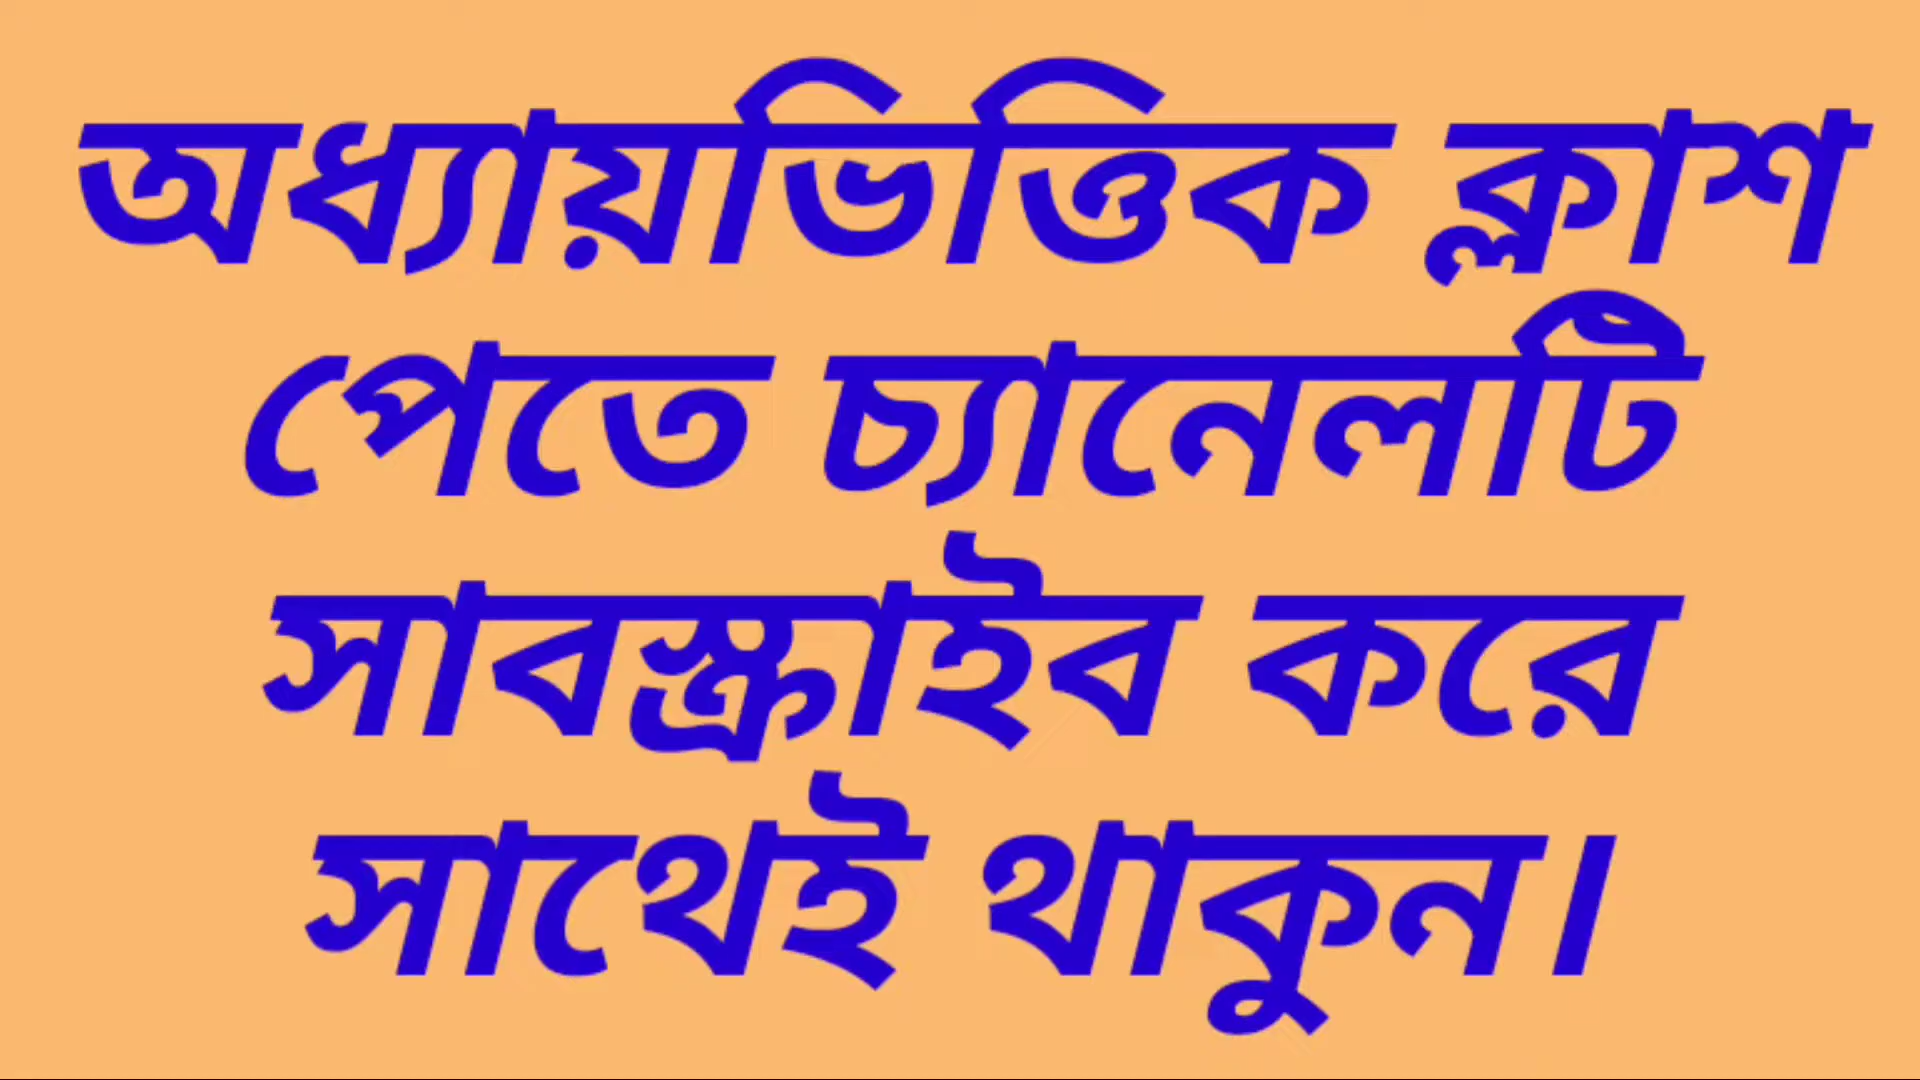 অধ্যায়ভিত্তিক ক্লাশ
পেতে চ্যানেলটি
সাবস্ক্রাইব করে
সাথেই থাকুন।